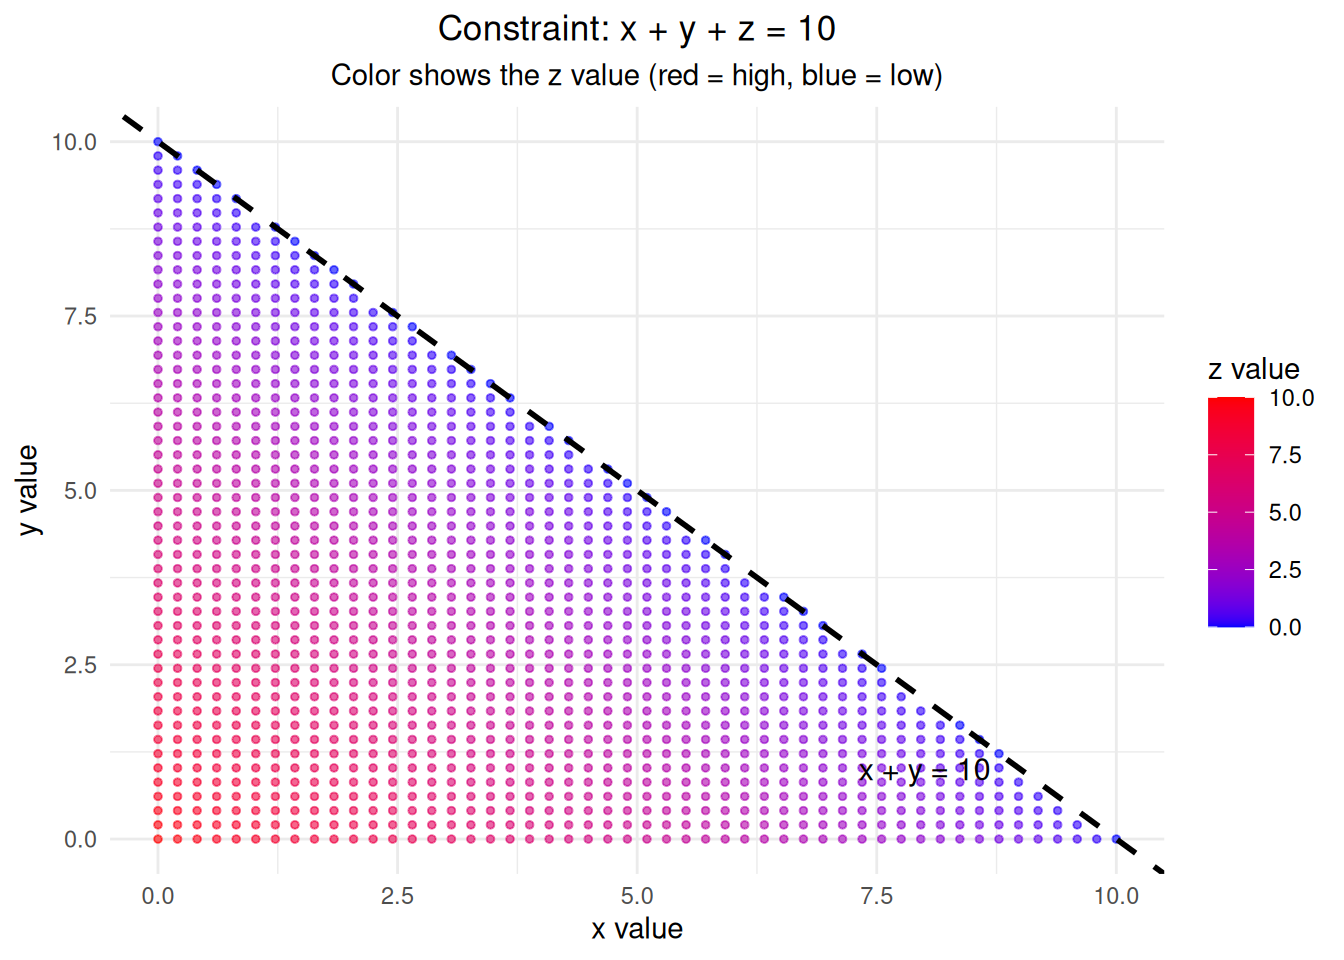 Constraint: x + y + z = 10
Color shows the z value (red = high, blue = low)
10.0
7.5
5.0
2.5
0.0
y value
x + y = 10
0.0 2.5 5.0 7.5 10.0
x value
z value
10.0
7.5
5.0
2.5
0.0